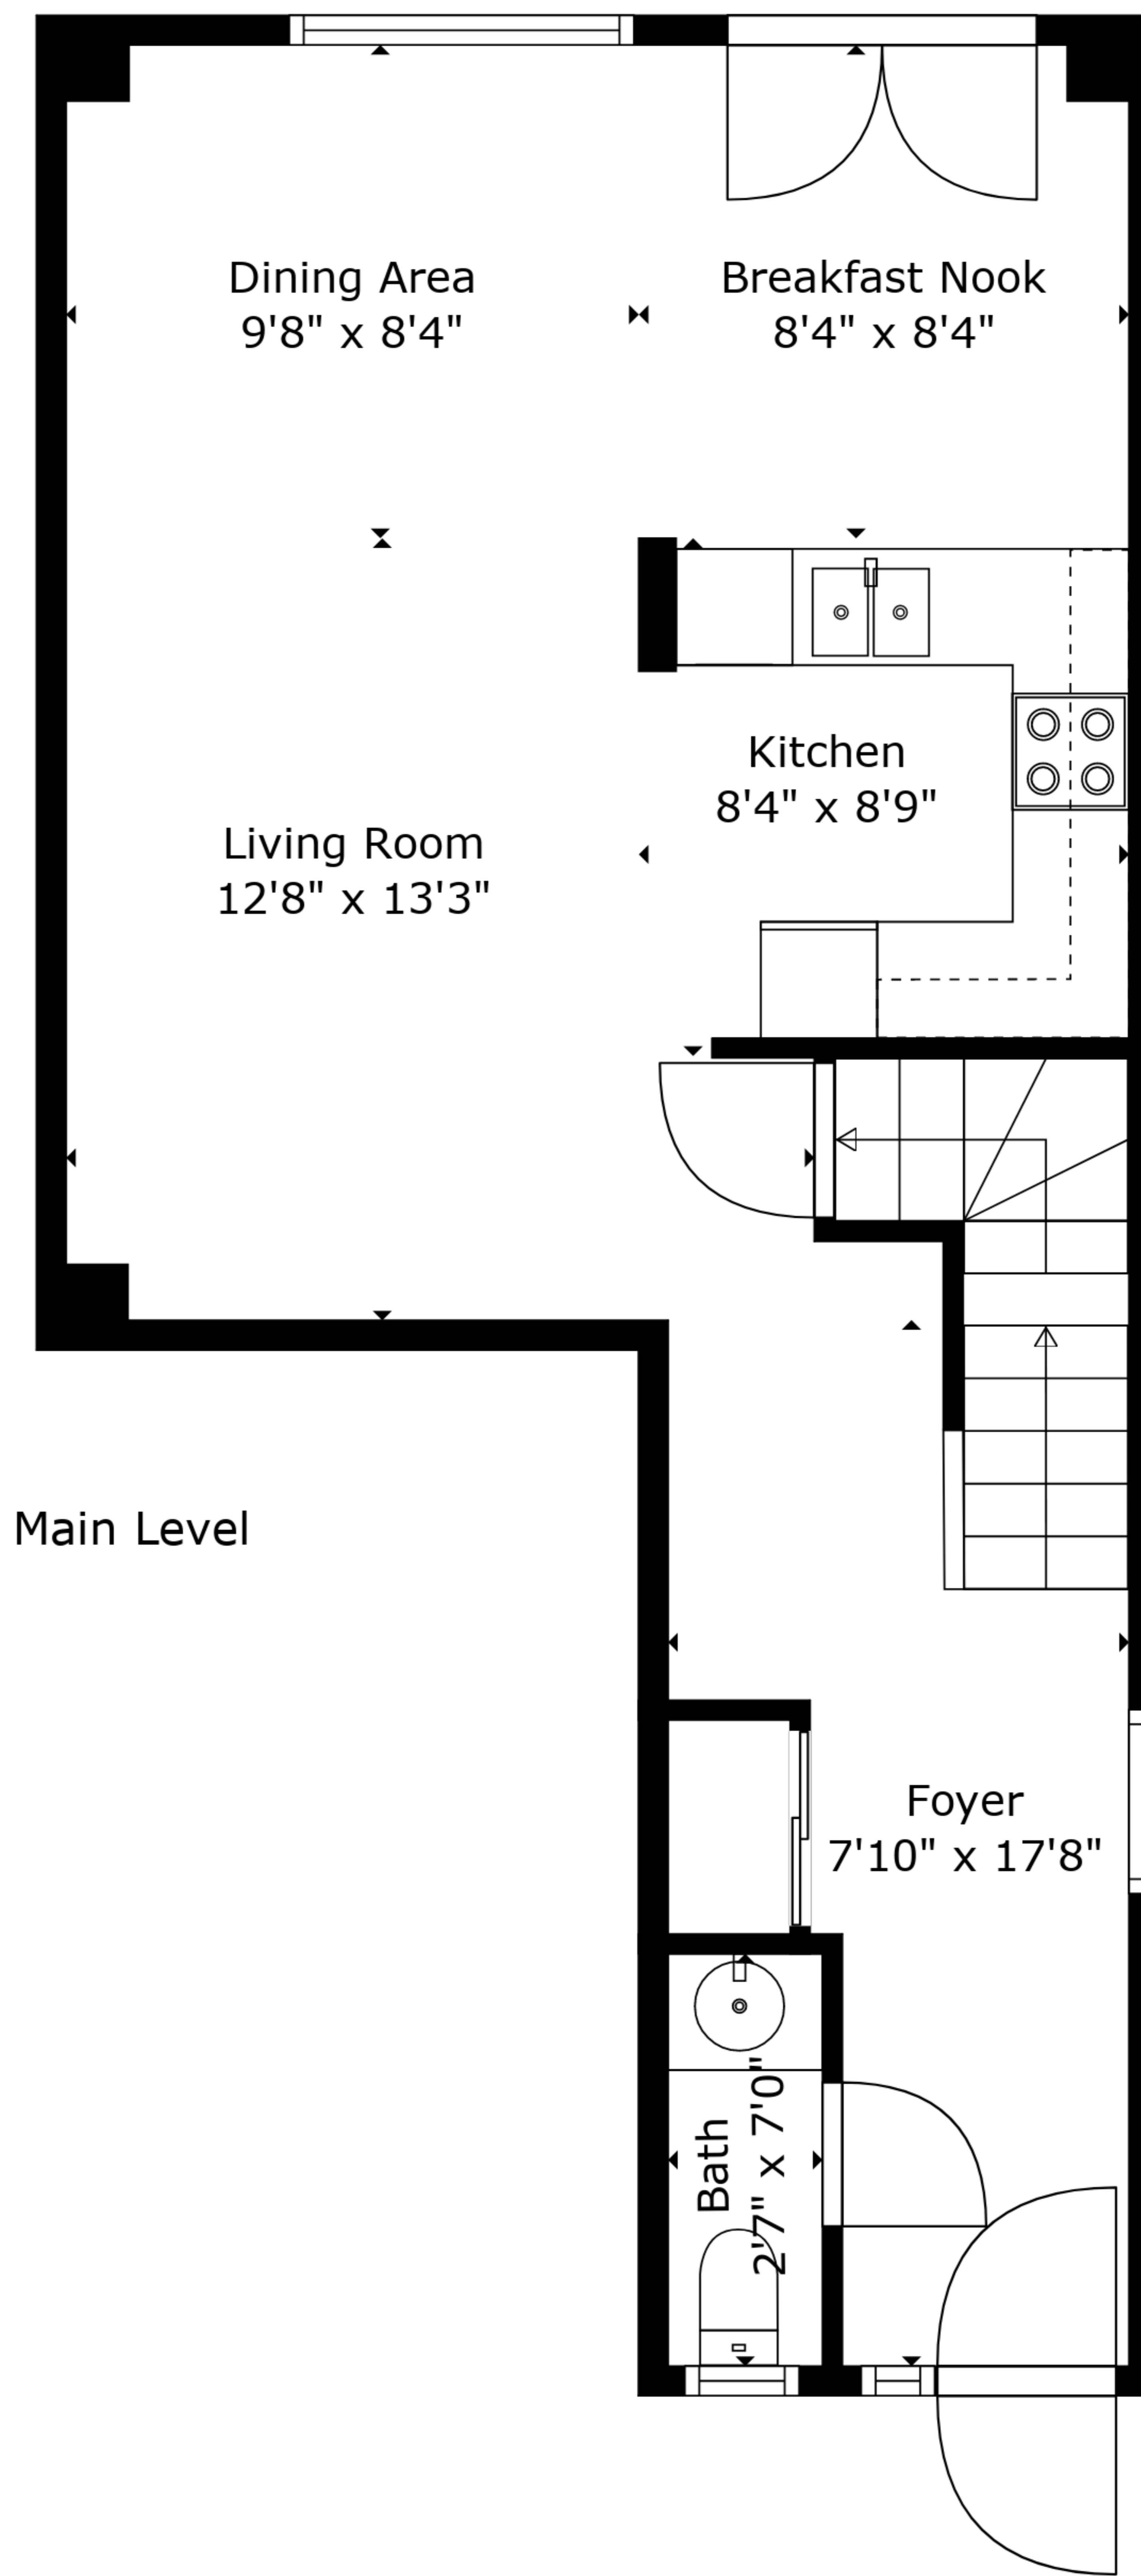 Dining Area
9'8" x 8'4"
Breakfast Nook
8'4" x 8'4"
Kitchen
8'4" x 8'9"
Living Room
12'8" x 13'3"
Main Level
Foyer
7'10" x 17'8"
Bath
2'7" x 7'0"